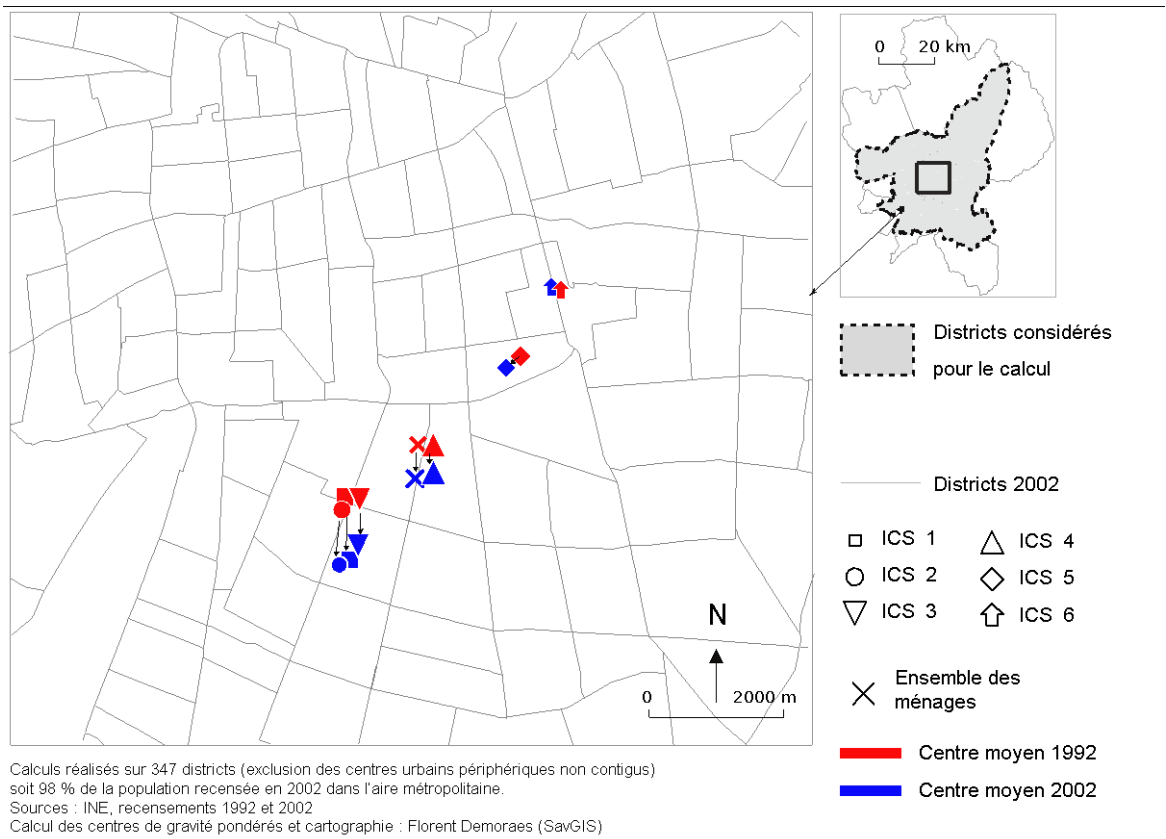 0 20 km
Districts considérés
pour le calcul
Districts 2002
ICS 1
ICS 4
ICS 2
ICS 5
ICS 3
ICS 6
Ensemble des
ménages
Centre moyen 1992
Centre moyen 2002
N
0 2000 m
Calculs réalisés sur 347 districts (exclusion des centres urbains périphériques non contigus)
soit 98 % de la population recensée en 2002 dans l'aire métropolitaine.
Sources : INE, recensements 1992 et 2002
Calcul des centres de gravité pondérés et cartographie : Florent Demoraes (SavGIS)